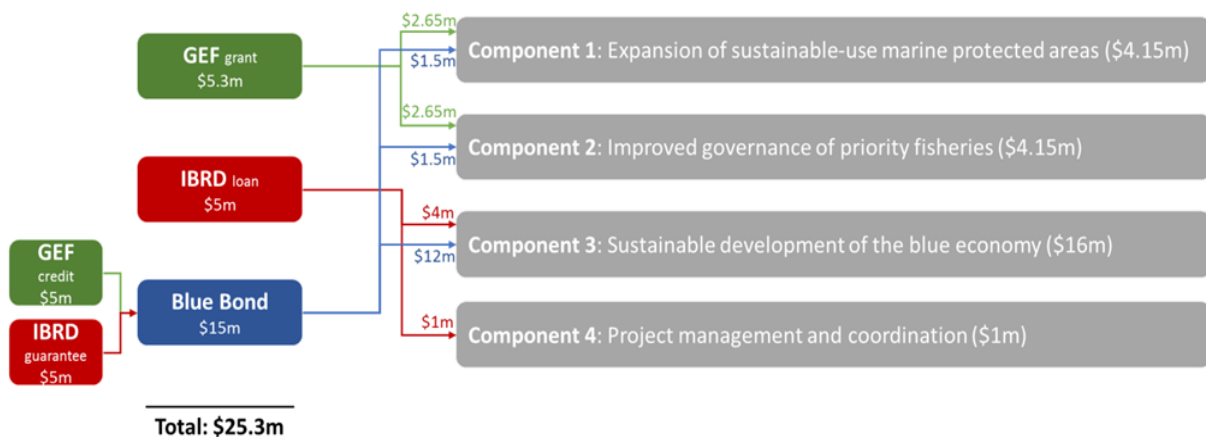 GEF grant
$5.3m
$2.65m
$1.5m
Component 1: Expansion of sustainable-use marine protected areas ($4.15m)
$2.65m
$1.5m
Component 2: Improved governance of priority fisheries ($4.15m)
IBRD loan
$5m
$4m
$12m
Component 3: Sustainable development of the blue economy ($16m)
GEF
credit
$5m
IBRD
guarantee
$5m
Blue Bond
$15m
$1m
Component 4: Project management and coordination ($1m)
Total: $25.3m